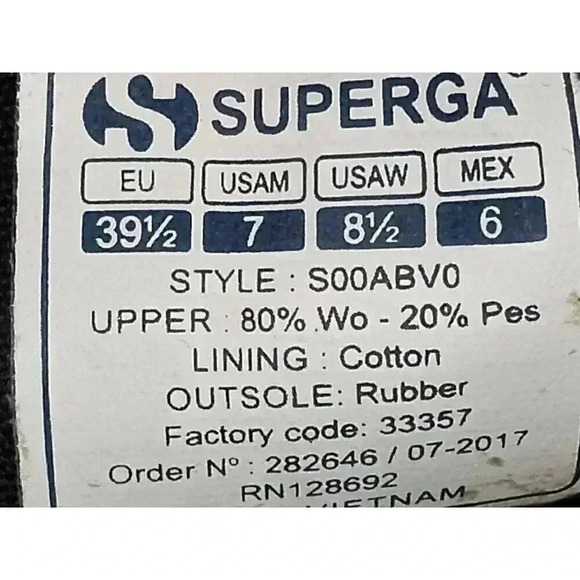 SUPERGA
EU USAM USAW MEX
39½ 7 8½ 6
STYLE : S00ABV0
UPPER : 80% Wo - 20% Pes
LINING : Cotton
OUTSOLE: Rubber
Factory code: 33357
Order N° : 282646 / 07-2017
RN128692
VIETNAM